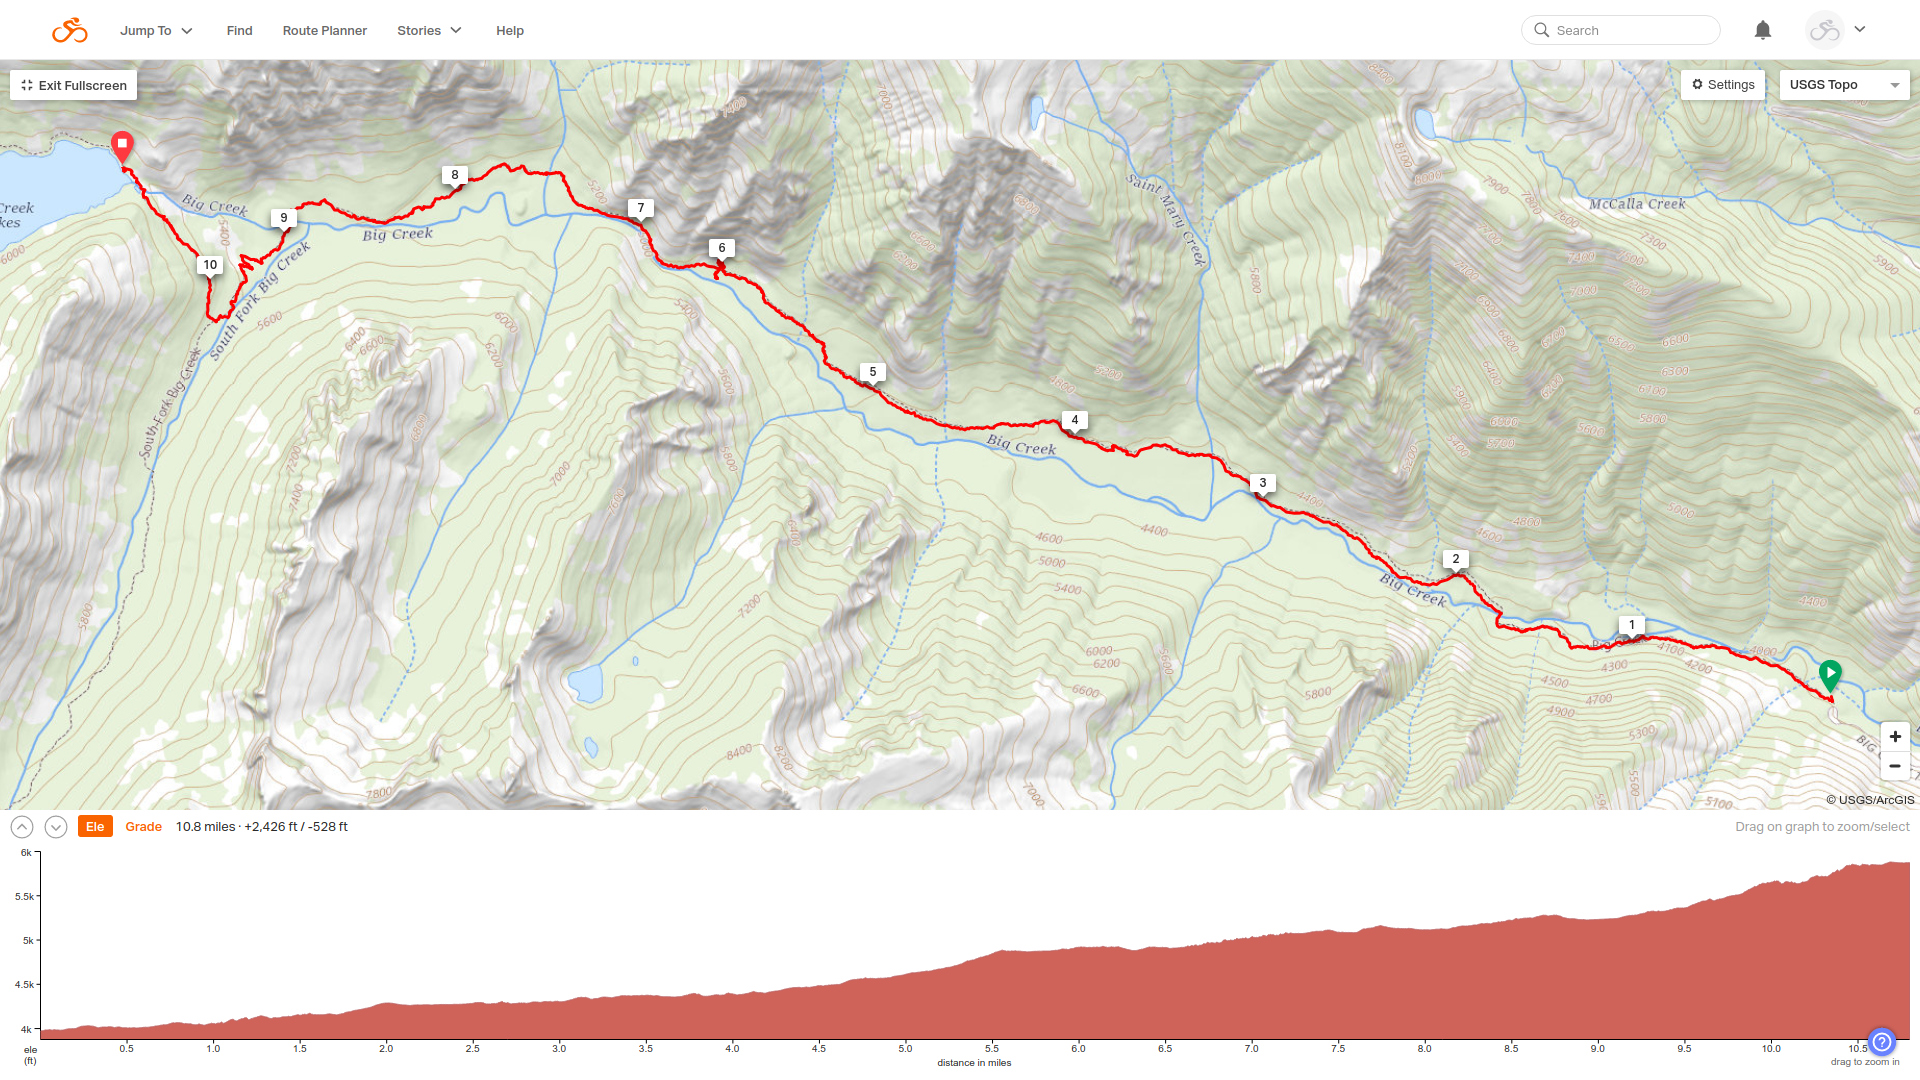 Jump To
Find
Route Planner
Stories
Help
Search
Exit Fullscreen
Settings
USGS Topo
8
7
6
9
10
5
4
3
2
1
Big Creek
Big Creek
South Fork Big Creek
South Fork Big Creek
Creek
kes
Saint Mary Creek
McCalla Creek
Big Creek
Big Creek
6000
5400
5600
6400
6600
6000
6200
5200
5400
5600
5800
7000
7200
7400
7600
7200
7800
5800
8400
8200
7000
6400
4600
5000
5400
4400
6000
6200
6600
5600
5800
4400
4600
4800
5000
4400
4000
4100
4200
4300
4500
4700
4900
5300
5100
8400
8100
8000
7900
7800
7600
7300
7400
7000
5900
6600
6500
6300
6100
5800
5600
5800
© USGS/ArcGIS
Ele
Grade
10.8 miles · +2,426 ft / -528 ft
Drag on graph to zoom/select
6k
5.5k
5k
4.5k
4k
ele
(ft)
0.5
1.0
1.5
2.0
2.5
3.0
3.5
4.0
4.5
5.0
5.5
6.0
6.5
7.0
7.5
8.0
8.5
9.0
9.5
10.0
10.5
distance in miles
drag to zoom in